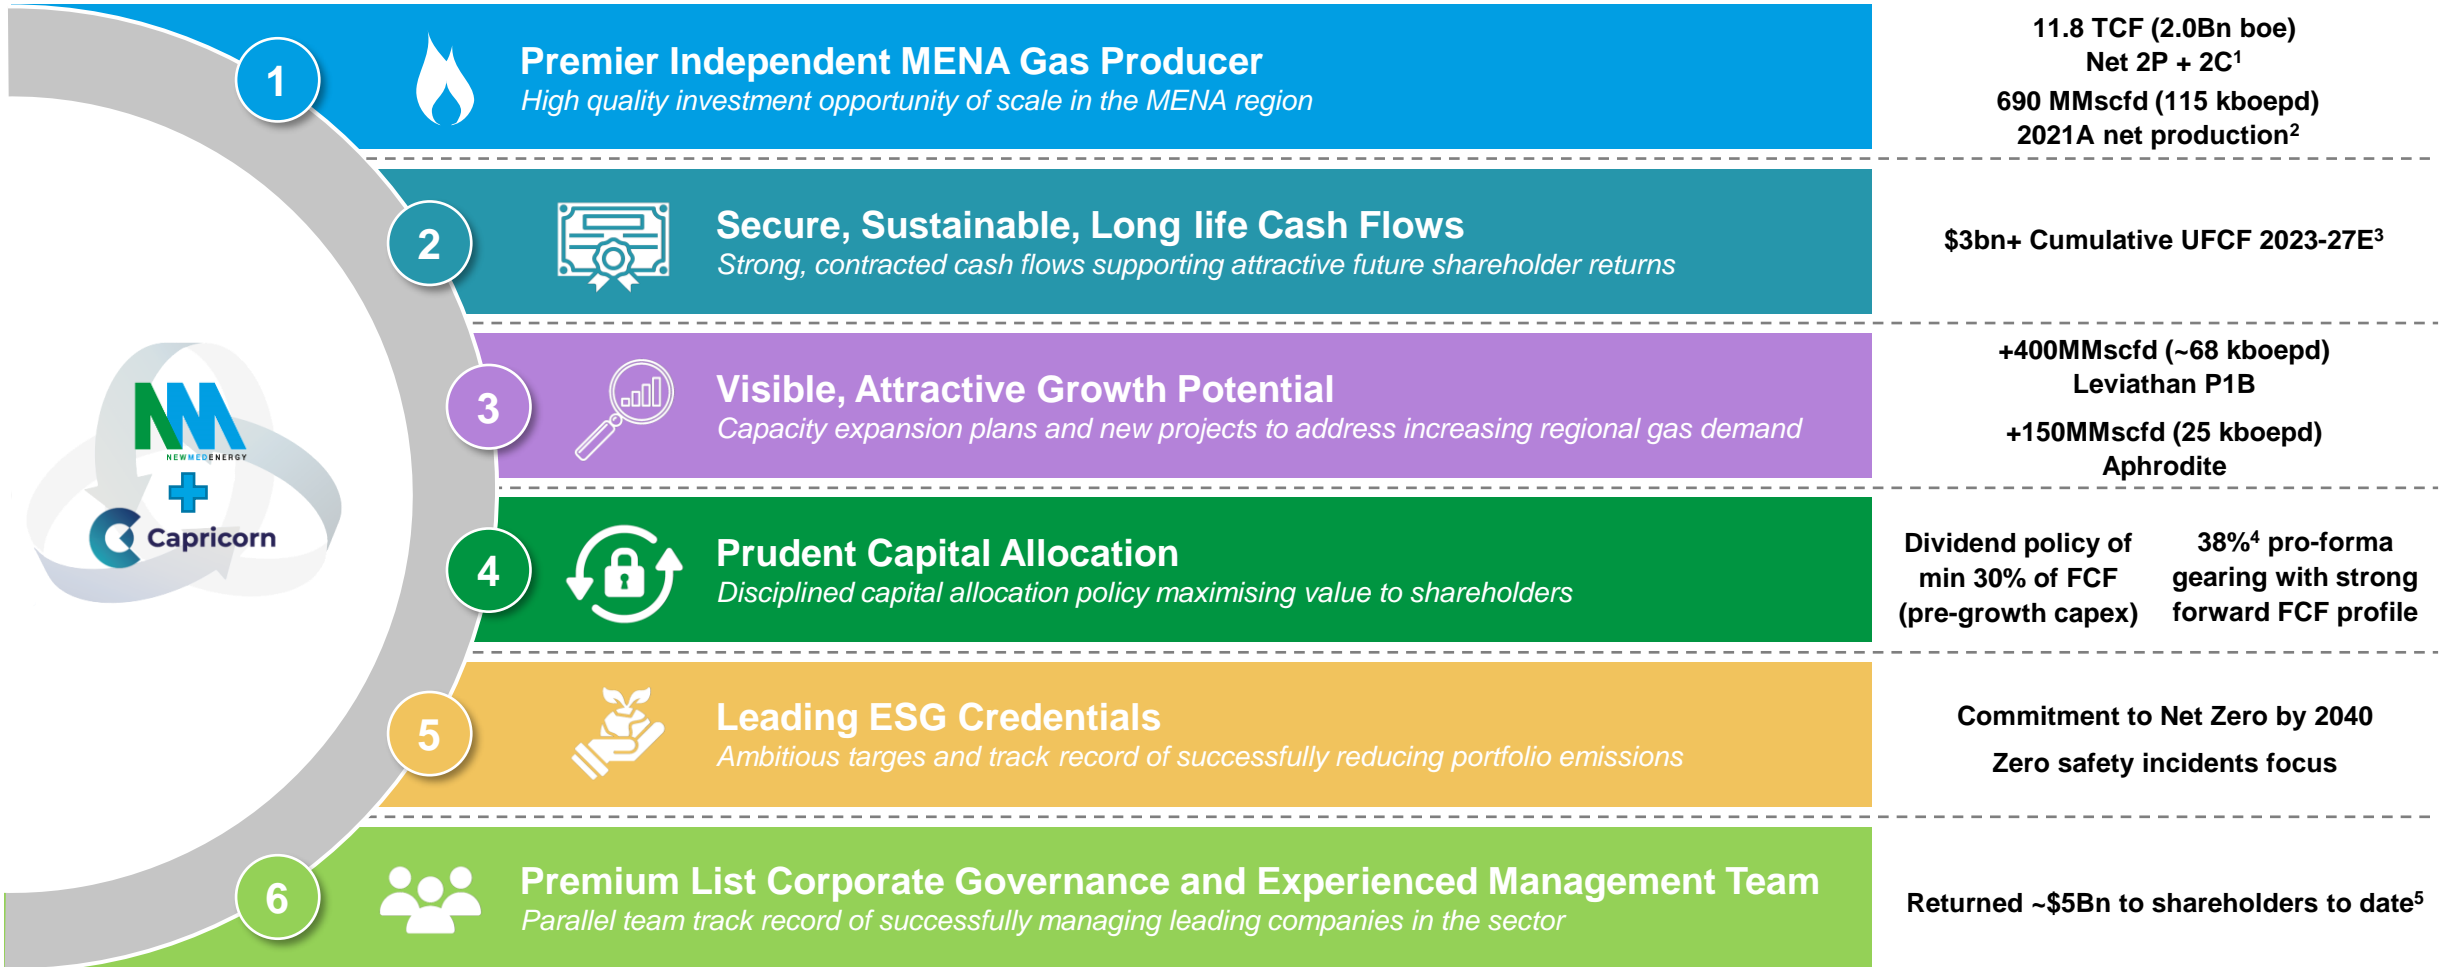 1
Premier Independent MENA Gas Producer
High quality investment opportunity of scale in the MENA region
11.8 TCF (2.0Bn boe)
Net 2P + 2C1
690 MMscfd (115 kboepd)
2021A net production2
2
Secure, Sustainable, Long life Cash Flows
Strong, contracted cash flows supporting attractive future shareholder returns
$3bn+ Cumulative UFCF 2023-27E3
3
Visible, Attractive Growth Potential
Capacity expansion plans and new projects to address increasing regional gas demand
+400MMscfd (~68 kboepd)
Leviathan P1B
+150MMscfd (25 kboepd)
Aphrodite
NM
NEWMEDENERGY
+
Capricorn
4
Prudent Capital Allocation
Disciplined capital allocation policy maximising value to shareholders
Dividend policy of
min 30% of FCF
(pre-growth capex)
38%4 pro-forma
gearing with strong
forward FCF profile
5
Leading ESG Credentials
Ambitious targes and track record of successfully reducing portfolio emissions
Commitment to Net Zero by 2040
Zero safety incidents focus
6
Premium List Corporate Governance and Experienced Management Team
Parallel team track record of successfully managing leading companies in the sector
Returned ~$5Bn to shareholders to date5